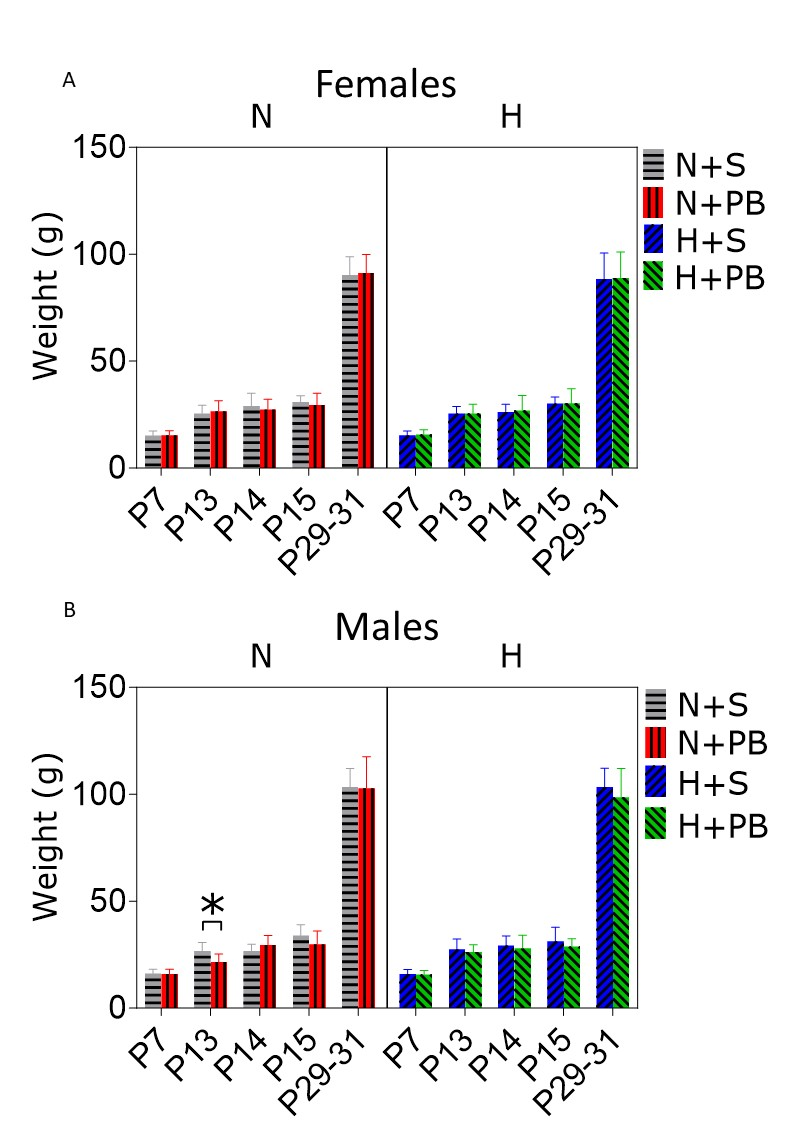 A
Females
N H
150
100
50
0
Weight (g)
P7 P13 P14 P15 P29-31 P7 P13 P14 P15 P29-31
N+S
N+PB
H+S
H+PB
B
Males
N H
150
100
50
0
Weight (g)
*
P7 P13 P14 P15 P29-31 P7 P13 P14 P15 P29-31
N+S
N+PB
H+S
H+PB